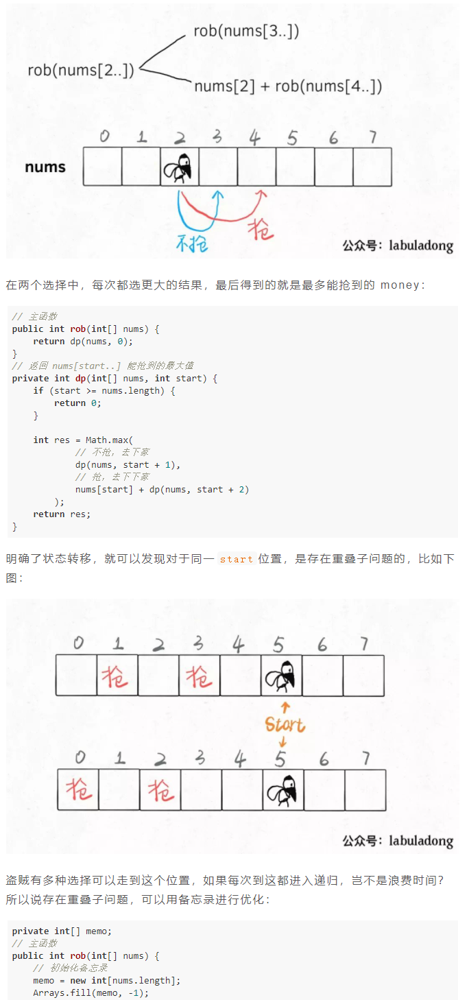 rob(nums[3..])
rob(nums[2..])
nums[2] + rob(nums[4..])
0 1 2 3 4 5 6 7
nums
不抢 抢
公众号：labuladong
在两个选择中，每次都选更大的结果，最后得到的就是最多能抢到的 money：
// 主函数
public int rob(int[] nums) {
    return dp(nums, 0);
}
// 返回 nums[start..] 能抢到的最大值
private int dp(int[] nums, int start) {
    if (start >= nums.length) {
        return 0;
    }
    int res = Math.max(
            // 不抢，去下家
            dp(nums, start + 1),
            // 抢，去下下家
            nums[start] + dp(nums, start + 2)
        );
    return res;
}
明确了状态转移，就可以发现对于同一 start 位置，是存在重叠子问题的，比如下
图：
0 1 2 3 4 5 6 7
抢 抢
Start
0 1 2 3 4 5 6 7
抢 抢
公众号：labuladong
盗贼有多种选择可以走到这个位置，如果每次到这都进入递归，岂不是浪费时间？
所以说存在重叠子问题，可以用备忘录进行优化：
private int[] memo;
// 主函数
public int rob(int[] nums) {
    // 初始化备忘录
    memo = new int[nums.length];
    Arrays.fill(memo, -1);